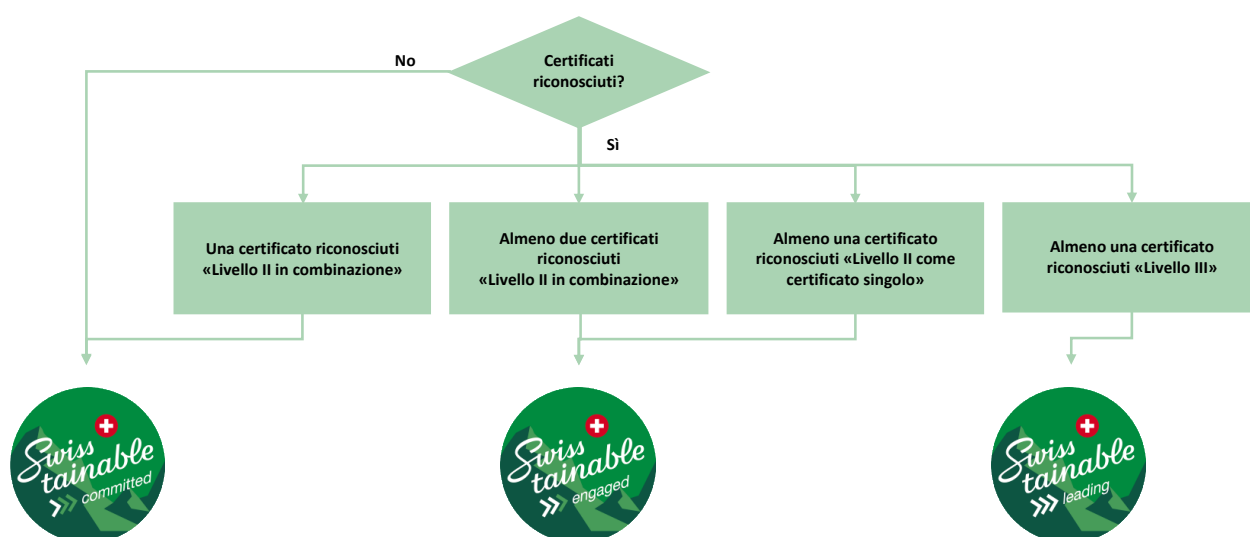 Certificati
riconosciuti?
No
Sì
Una certificato riconosciuti
«Livello II in combinazione»
Almeno due certificati
riconosciuti
«Livello II in combinazione»
Almeno una certificato
riconosciuti «Livello II come
certificato singolo»
Almeno una certificato
riconosciuti «Livello III»
Swiss
tainable
committed
Swiss
tainable
engaged
Swiss
tainable
leading